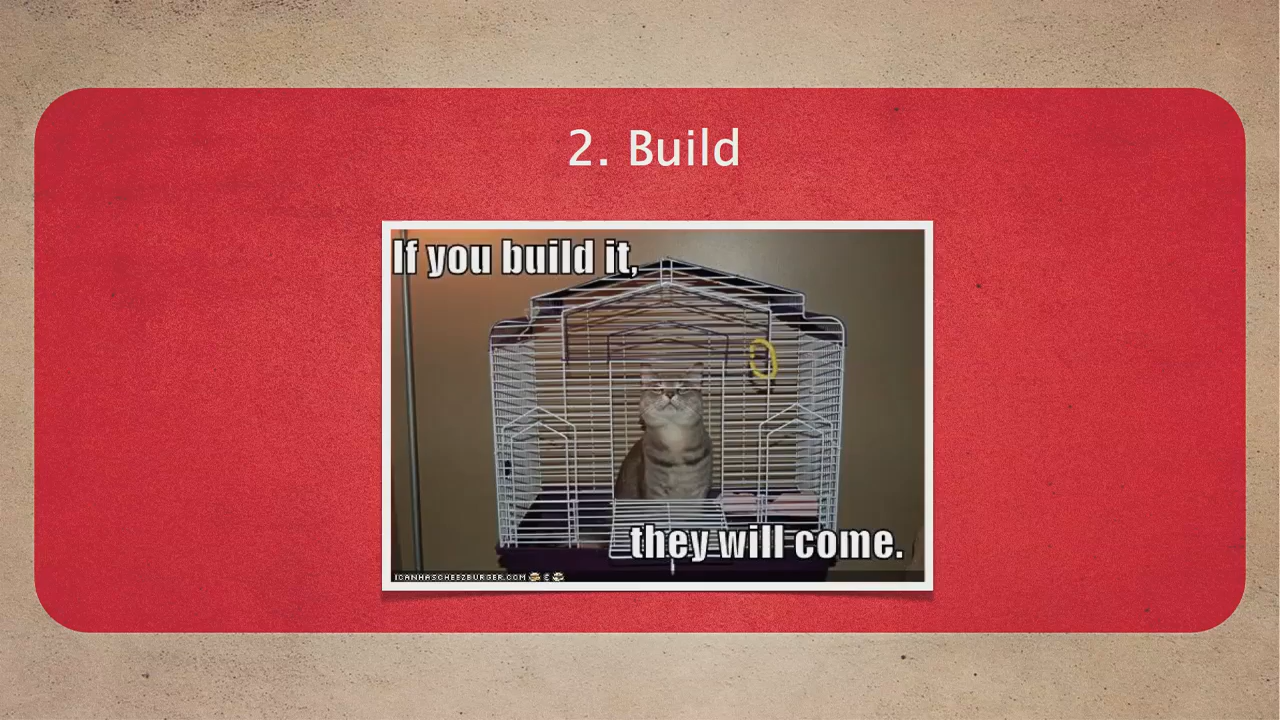 2. Build
If you build it,
they will come.
ICANHASCHEEZBURGER.COM